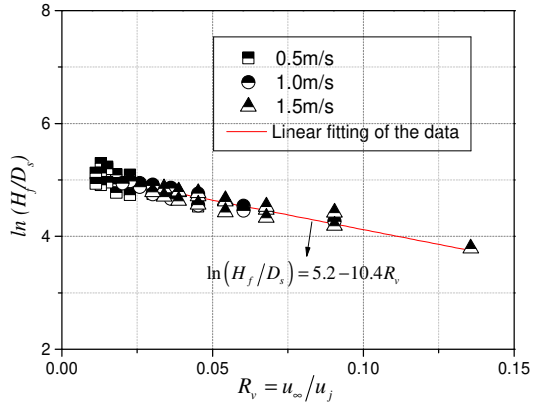 8
6
4
2
ln (H_f/D_s)
0.5m/s
1.0m/s
1.5m/s
Linear fitting of the data
ln(H_f/D_s)=5.2−10.4R_v
0.00
0.05
0.10
0.15
R_v = u_∞/u_j